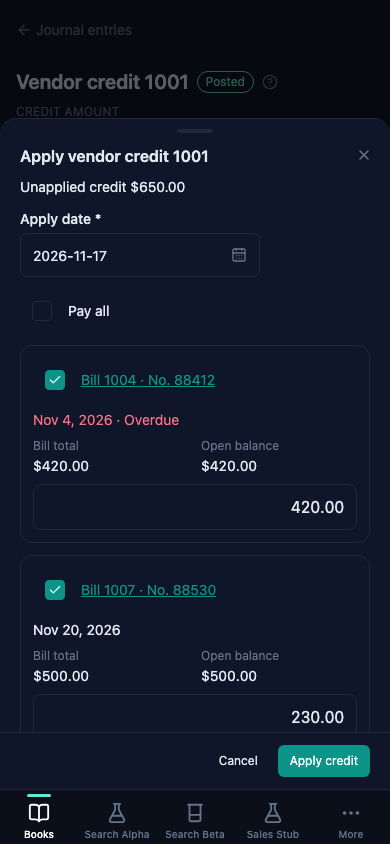 Journal entries
Vendor credit 1001 Posted
CREDIT AMOUNT
Apply vendor credit 1001
Unapplied credit $650.00
Apply date *
2026-11-17
Pay all
Bill 1004 · No. 88412
Nov 4, 2026 · Overdue
Bill total Open balance
$420.00 $420.00
420.00
Bill 1007 · No. 88530
Nov 20, 2026
Bill total Open balance
$500.00 $500.00
230.00
Cancel Apply credit
Books Search Alpha Search Beta Sales Stub More